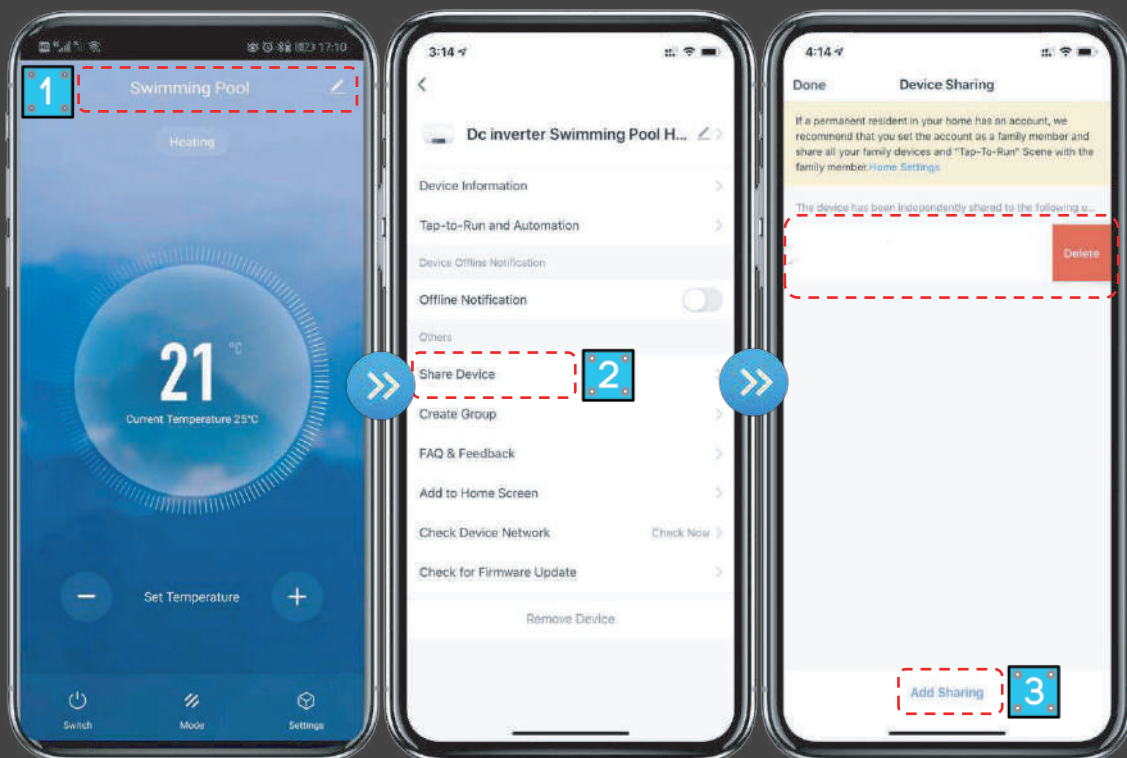 17:10
1
Swimming Pool
Heating
21 °C
Current Temperature 25°C
Set Temperature
Switch
Mode
Settings
3:14
Dc inverter Swimming Pool H...
Device Information
Tap-to-Run and Automation
Device Offline Notification
Offline Notification
Others
Share Device
2
Create Group
FAQ & Feedback
Add to Home Screen
Check Device Network Check Now
Check for Firmware Update
Remove Device
4:14
Done Device Sharing
If a permanent resident in your home has an account, we
recommend that you set the account as a family member and
share all your family devices and "Tap-To-Run" Scene with the
family member.Home Settings
The device has been independently shared to the following u...
Delete
Add Sharing
3